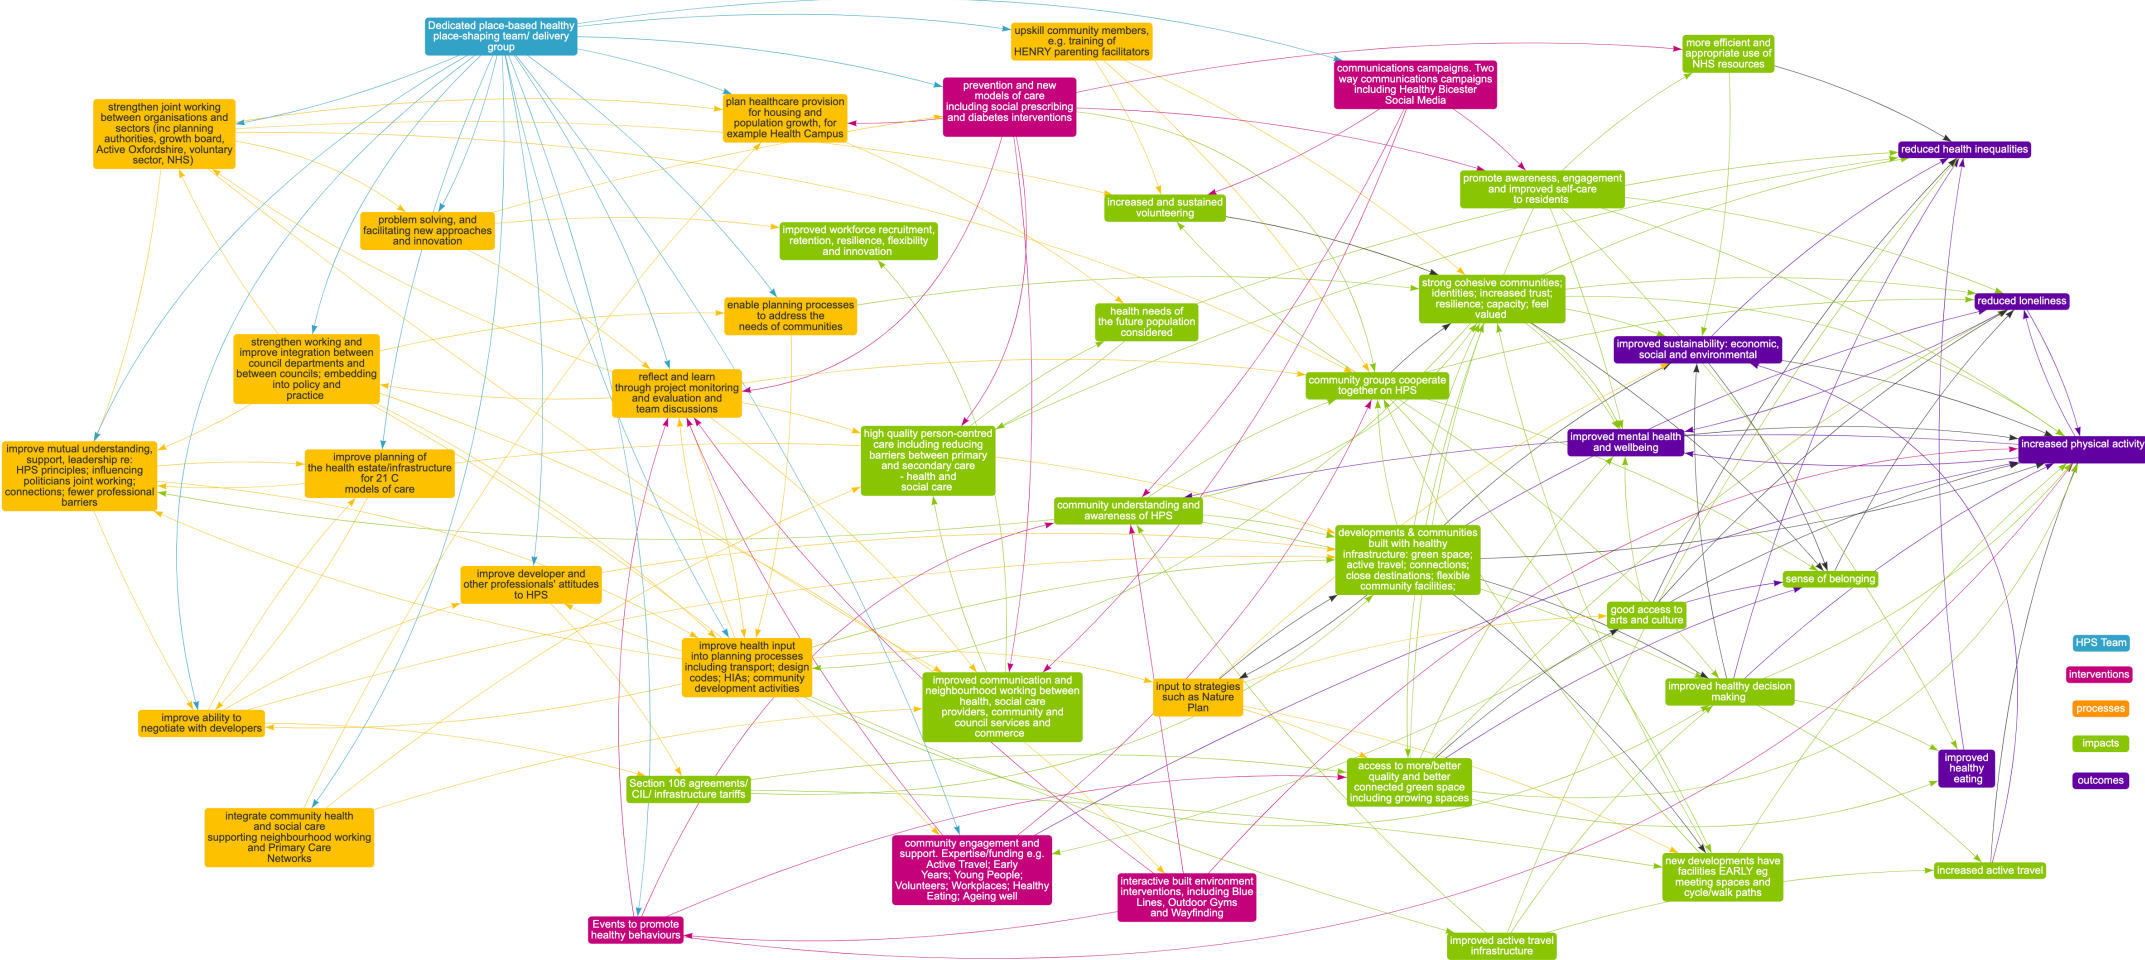 Dedicated place-based healthy
place-shaping team/ delivery
group
upskill community members,
e.g. training of
HENRY parenting facilitators
more efficient and
appropriate use of
NHS resources
communications campaigns. Two
way communications campaigns
including Healthy Bicester
Social Media
prevention and new
models of care
including social prescribing
and diabetes interventions
plan healthcare provision
for housing and
population growth, for
example Health Campus
strengthen joint working
between organisations and
sectors (inc planning
authorities, growth board,
Active Oxfordshire, voluntary
sector, NHS)
reduced health inequalities
promote awareness, engagement
and improved self-care
to residents
increased and sustained
volunteering
problem solving, and
facilitating new approaches
and innovation
improved workforce recruitment,
retention, resilience, flexibility
and innovation
strong cohesive communities;
identities; increased trust;
resilience; capacity; feel
valued
reduced loneliness
enable planning processes
to address the
needs of communities
health needs of
the future population
considered
strengthen working and
improve integration between
council departments and
between councils; embedding
into policy and
practice
improved sustainability: economic,
social and environmental
reflect and learn
through project monitoring
and evaluation and
team discussions
community groups cooperate
together on HPS
high quality person-centred
care including reducing
barriers between primary
and secondary care
- health and
social care
improved mental health
and wellbeing
increased physical activity
improve mutual understanding,
support, leadership re:
HPS principles; influencing
politicians joint working;
connections; fewer professional
barriers
improve planning of
the health estate/infrastructure
for 21 C
models of care
community understanding and
awareness of HPS
developments & communities
built with healthy
infrastructure: green space;
active travel; connections;
close destinations; flexible
community facilities;
improve developer and
other professionals' attitudes
to HPS
sense of belonging
good access to
arts and culture
HPS Team
improve health input
into planning processes
including transport; design
codes; HIAs; community
development activities
interventions
improved communication and
neighbourhood working between
health, social care
providers, community and
council services and
commerce
input to strategies
such as Nature
Plan
improved healthy decision
making
processes
improve ability to
negotiate with developers
impacts
Section 106 agreements/
CIL/ infrastructure tariffs
access to more/better
quality and better
connected green space
including growing spaces
improved
healthy
eating
outcomes
integrate community health
and social care
supporting neighbourhood working
and Primary Care
Networks
community engagement and
support. Expertise/funding e.g.
Active Travel; Early
Years; Young People;
Volunteers; Workplaces; Healthy
Eating; Ageing well
interactive built environment
interventions, including Blue
Lines, Outdoor Gyms
and Wayfinding
new developments have
facilities EARLY eg
meeting spaces and
cycle/walk paths
increased active travel
Events to promote
healthy behaviours
improved active travel
infrastructure